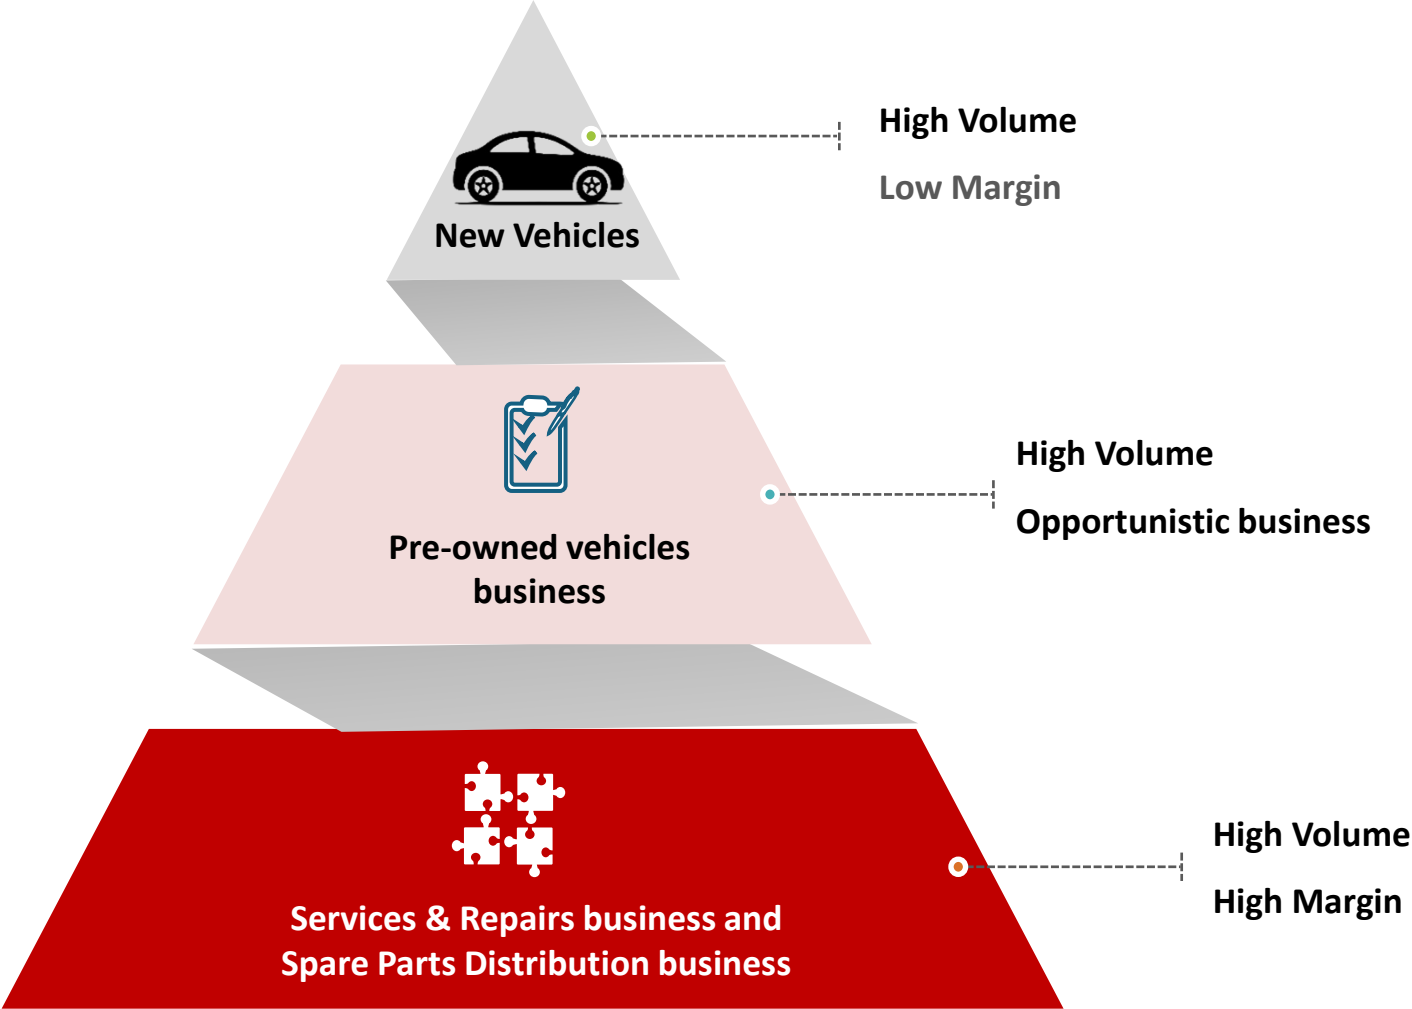 High Volume
Low Margin
New Vehicles
High Volume
Opportunistic business
Pre-owned vehicles
business
High Volume
High Margin
Services & Repairs business and
Spare Parts Distribution business